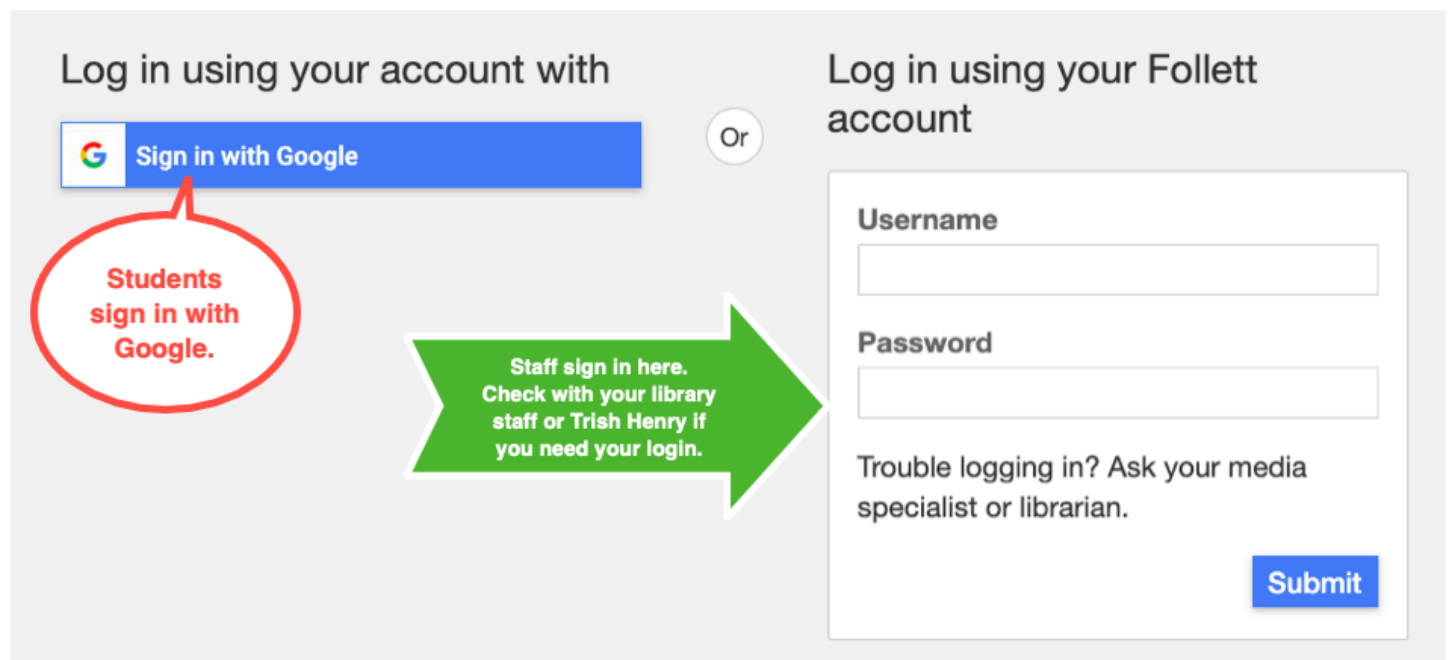 Log in using your account with
Sign in with Google
Students
sign in with
Google.
Or
Staff sign in here.
Check with your library
staff or Trish Henry if
you need your login.
Log in using your Follett
account
Username
Password
Trouble logging in? Ask your media
specialist or librarian.
Submit